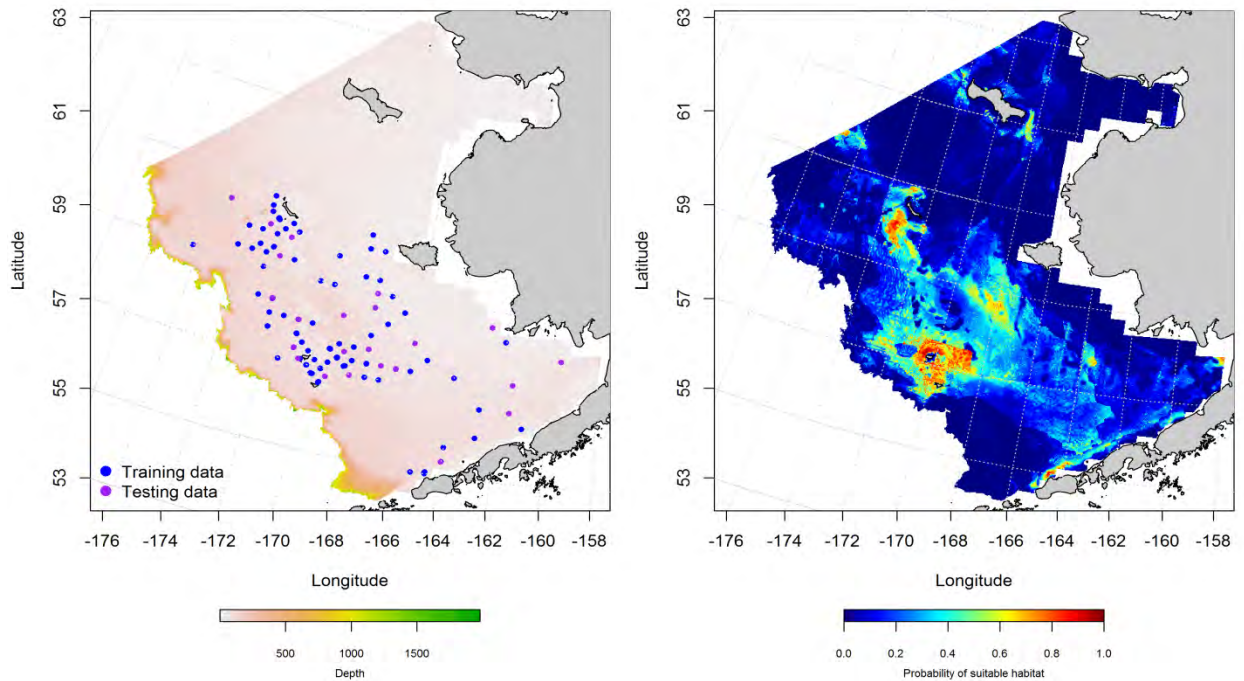 63
61
59
57
55
53
Latitude
Training data
Testing data
-176 -174 -172 -170 -168 -166 -164 -162 -160 -158
Longitude
500 1000 1500
Depth
63
61
59
57
55
53
Latitude
-176 -174 -172 -170 -168 -166 -164 -162 -160 -158
Longitude
0.0 0.2 0.4 0.6 0.8 1.0
Probability of suitable habitat